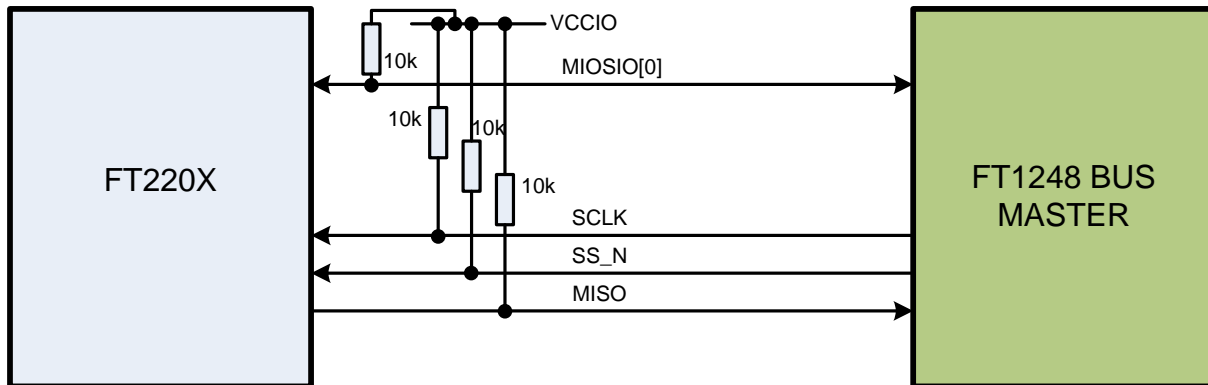 VCCIO
10k
MIOSIO[0]
10k
10k
FT220X
10k
FT1248 BUS
MASTER
SCLK
SS_N
MISO